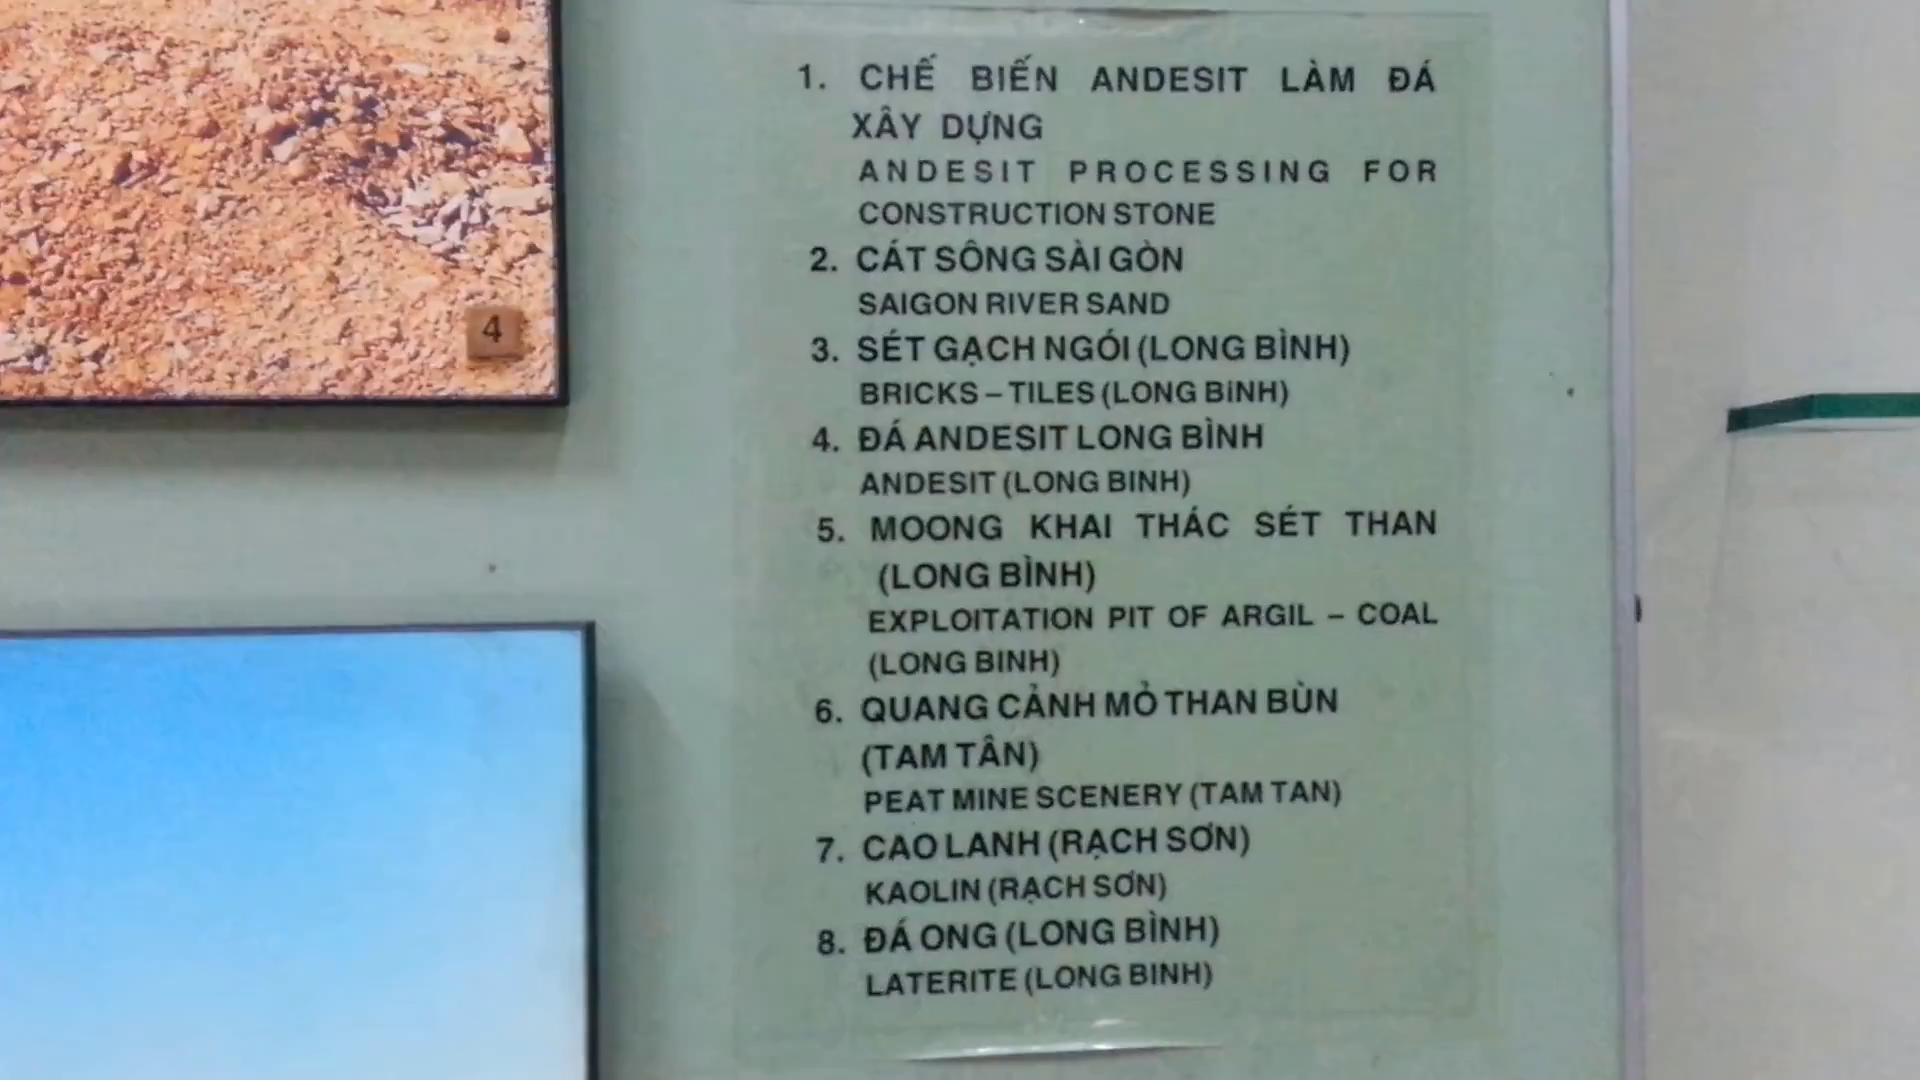 1. CHẾ BIẾN ANDESIT LÀM ĐÁ
XÂY DỰNG
ANDESIT PROCESSING FOR
CONSTRUCTION STONE
2. CÁT SÔNG SÀI GÒN
SAIGON RIVER SAND
3. SÉT GẠCH NGÓI (LONG BÌNH)
BRICKS – TILES (LONG BINH)
4. ĐÁ ANDESIT LONG BÌNH
ANDESIT (LONG BINH)
5. MOONG KHAI THÁC SÉT THAN
(LONG BÌNH)
EXPLOITATION PIT OF ARGIL – COAL
(LONG BINH)
6. QUANG CẢNH MỎ THAN BÙN
(TAM TÂN)
PEAT MINE SCENERY (TAM TAN)
7. CAO LANH (RẠCH SƠN)
KAOLIN (RẠCH SƠN)
8. ĐÁ ONG (LONG BÌNH)
LATERITE (LONG BINH)
4